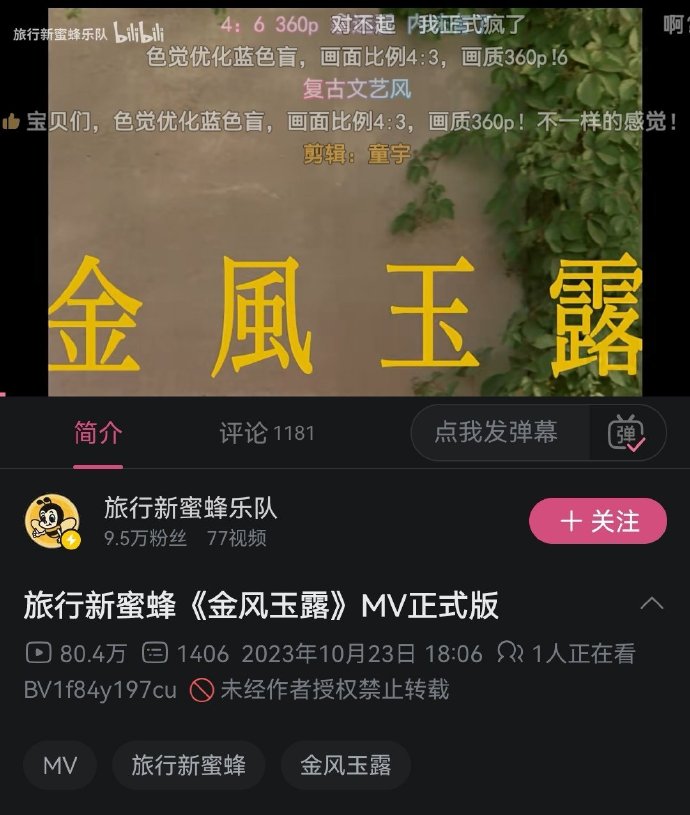 旅行新蜜蜂乐队 bilibili
4：6 360p 对不起 我正式疯了 啊?
色觉优化蓝色盲，画面比例4:3，画质360p!6
复古文艺风
宝贝们，色觉优化蓝色盲，画面比例4:3，画质360p！不一样的感觉！
剪辑：童宇
金風玉露
简介 评论 1181 点我发弹幕 弹
旅行新蜜蜂乐队
9.5万粉丝 77视频
＋ 关注
旅行新蜜蜂《金风玉露》MV正式版
80.4万 1406 2023年10月23日 18:06 1人正在看
BV1f84y197cu 未经作者授权禁止转载
MV 旅行新蜜蜂 金风玉露